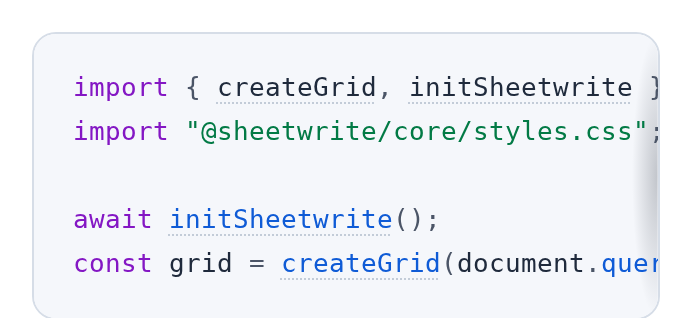 import { createGrid, initSheetwrite }
import "@sheetwrite/core/styles.css";
await initSheetwrite();
const grid = createGrid(document.quer